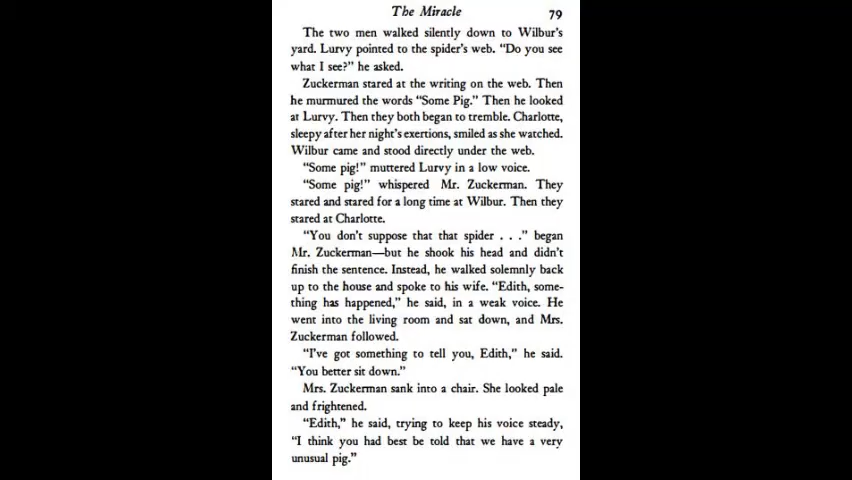 The Miracle 79
The two men walked silently down to Wilbur's
yard. Lurvy pointed to the spider's web. “Do you see
what I see?” he asked.
Zuckerman stared at the writing on the web. Then
he murmured the words “Some Pig.” Then he looked
at Lurvy. Then they both began to tremble. Charlotte,
sleepy after her night's exertions, smiled as she watched.
Wilbur came and stood directly under the web.
“Some pig!” muttered Lurvy in a low voice.
“Some pig!” whispered Mr. Zuckerman. They
stared and stared for a long time at Wilbur. Then they
stared at Charlotte.
“You don't suppose that that spider . . .” began
Mr. Zuckerman—but he shook his head and didn't
finish the sentence. Instead, he walked solemnly back
up to the house and spoke to his wife. “Edith, some-
thing has happened,” he said, in a weak voice. He
went into the living room and sat down, and Mrs.
Zuckerman followed.
“I've got something to tell you, Edith,” he said.
“You better sit down.”
Mrs. Zuckerman sank into a chair. She looked pale
and frightened.
“Edith,” he said, trying to keep his voice steady,
“I think you had best be told that we have a very
unusual pig.”